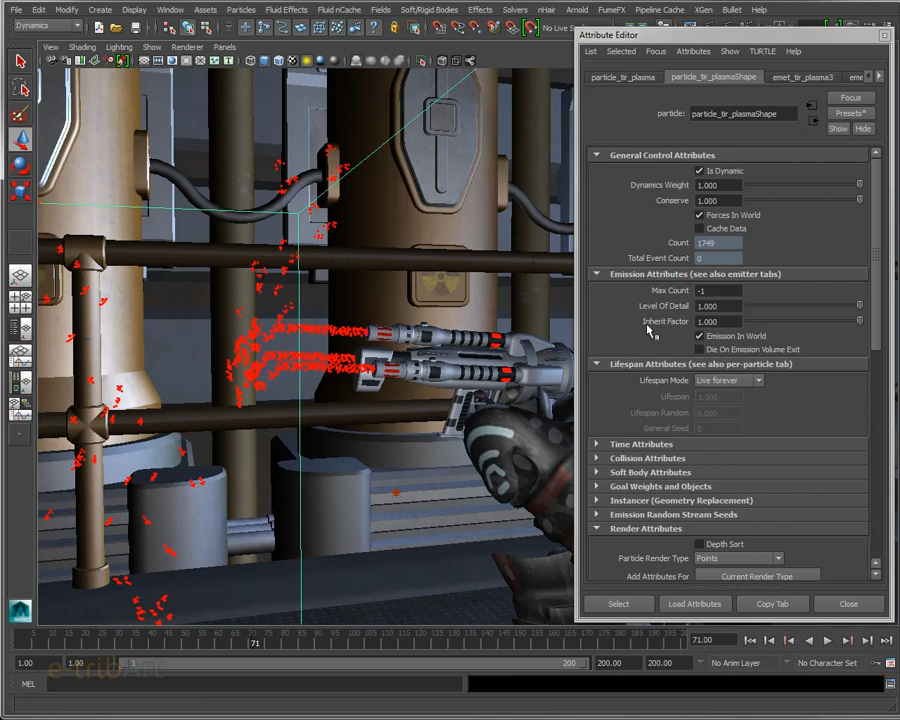 File Edit Modify Create Display Window Assets Particles Fluid Effects Fluid nCache Fields Soft/Rigid Bodies Effects Solvers nHair Arnold FumeFX Pipeline Cache XGen Bullet Help
Dynamics
No Live S
Attribute Editor
View Shading Lighting Show Renderer Panels
List Selected Focus Attributes Show TURTLE Help
particle_tir_plasma particle_tir_plasmaShape emet_tir_plasma3 eme
Focus
particle: particle_tir_plasmaShape
Presets*
Show Hide
General Control Attributes
Is Dynamic
Dynamics Weight 1.000
Conserve 1.000
Forces In World
Cache Data
Count 1749
Total Event Count 0
Emission Attributes (see also emitter tabs)
Max Count -1
Level Of Detail 1.000
Inherit Factor 1.000
Emission In World
Die On Emission Volume Exit
Lifespan Attributes (see also per-particle tab)
Lifespan Mode Live forever
Lifespan 1.000
Lifespan Random 0.000
General Seed 0
Time Attributes
Collision Attributes
Soft Body Attributes
Goal Weights and Objects
Instancer (Geometry Replacement)
Emission Random Stream Seeds
Render Attributes
Depth Sort
Particle Render Type Points
Add Attributes For Current Render Type
Select Load Attributes Copy Tab Close
5 10 15 20 25 30 35 40 45 50 55 60 65 71 75 80 85 90 95 100 105 110 115 120 125 130 135 140 145 150 155 160 165 170 175 180 185 190 195 200
71.00
1.00 1.00 1 200 200.00 200.00 No Anim Layer No Character Set
e-tribArt
MEL